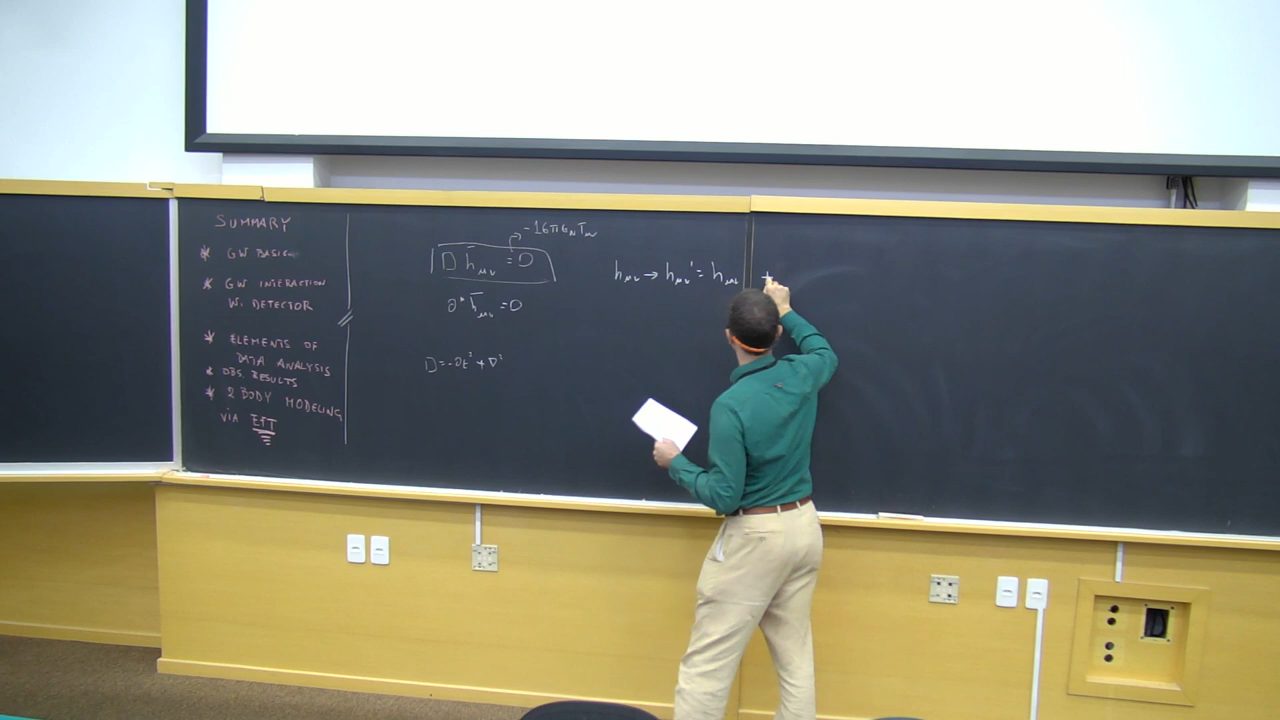 SUMMARY
* GW BASICS
* GW INTERACTION
W. DETECTOR
* ELEMENTS OF
DATA ANALYSIS
* OBS. RESULTS
* 2 BODY MODELING
VIA EFT
-16πG_N T_μν
□ h̄_μν = 0
∂^μ h̄_μν = 0
□ = -∂t² + ∇²
h_μν → h_μν' = h_μν +